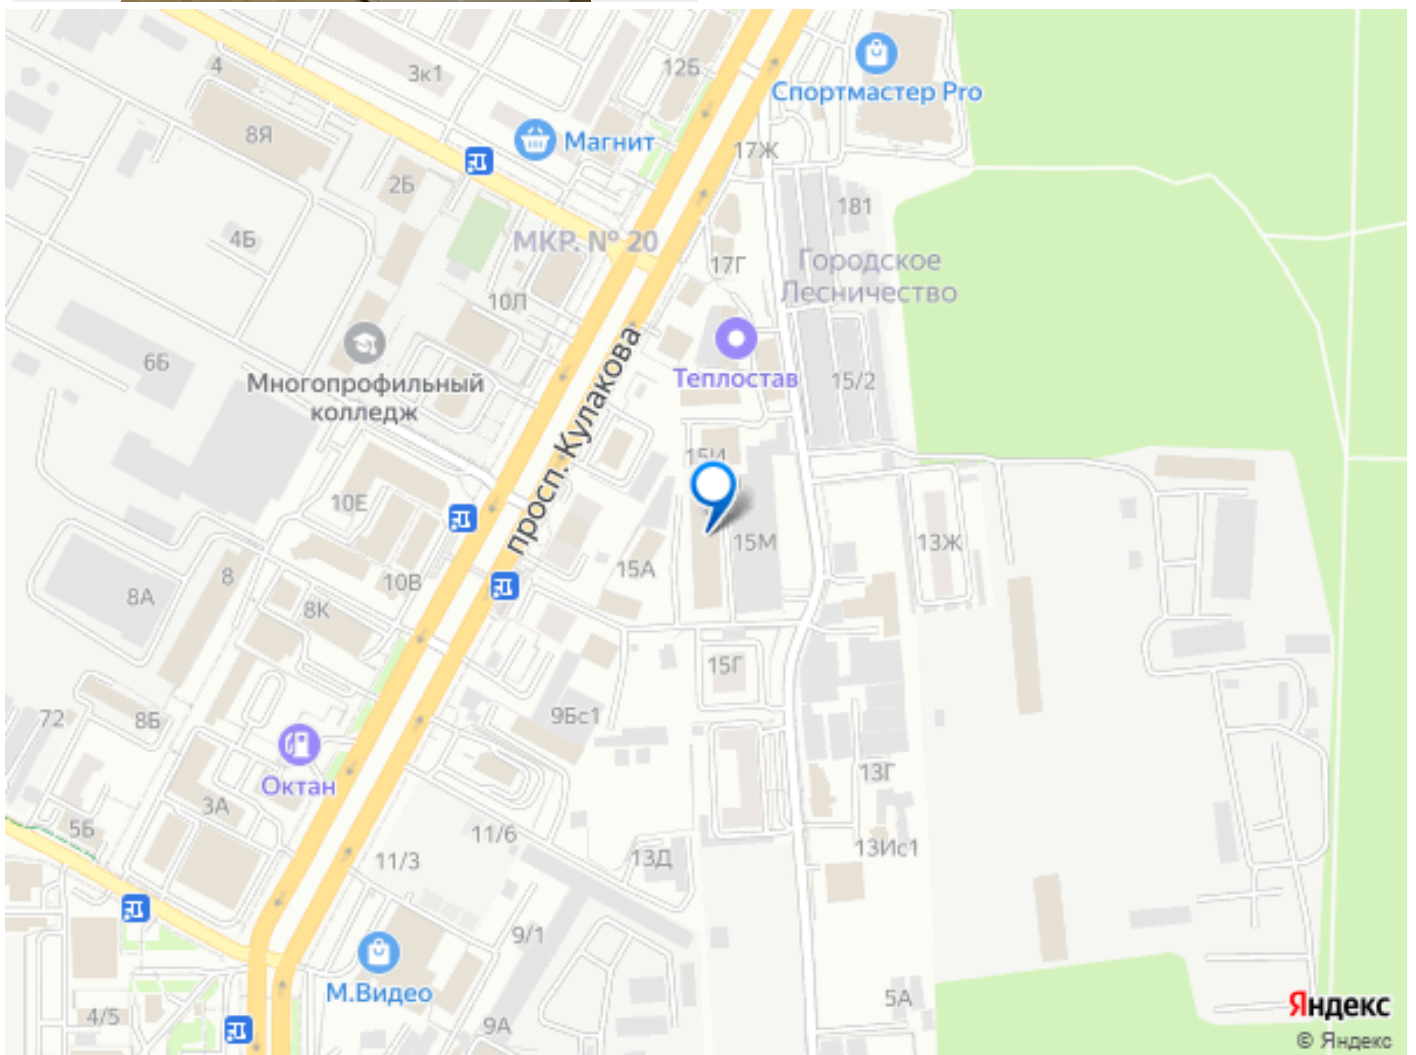 Спортмастер Pro
12Б
3к1
4
8Я
Магнит
17Ж
2Б
181
4Б
МКР. № 20
17Г
Городское
Лесничество
10Л
6Б
Многопрофильный
колледж
просп. Кулакова
Теплостав
15/2
15И
10Е
15М
13Ж
15А
10В
8
8А
8К
15Г
72
8Б
9Бс1
Октан
13Г
3А
5Б
11/6
11/3
13Д
13Ис1
9/1
М.Видео
5А
4/5
9А
Яндекс
© Яндекс